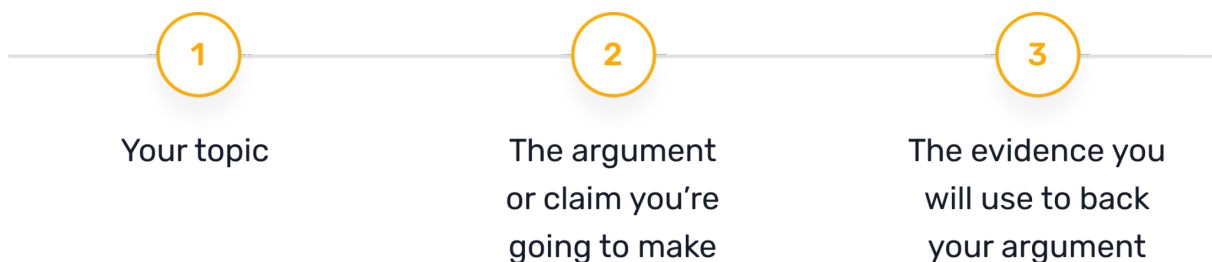 1
Your topic
2
The argument
or claim you’re
going to make
3
The evidence you
will use to back
your argument